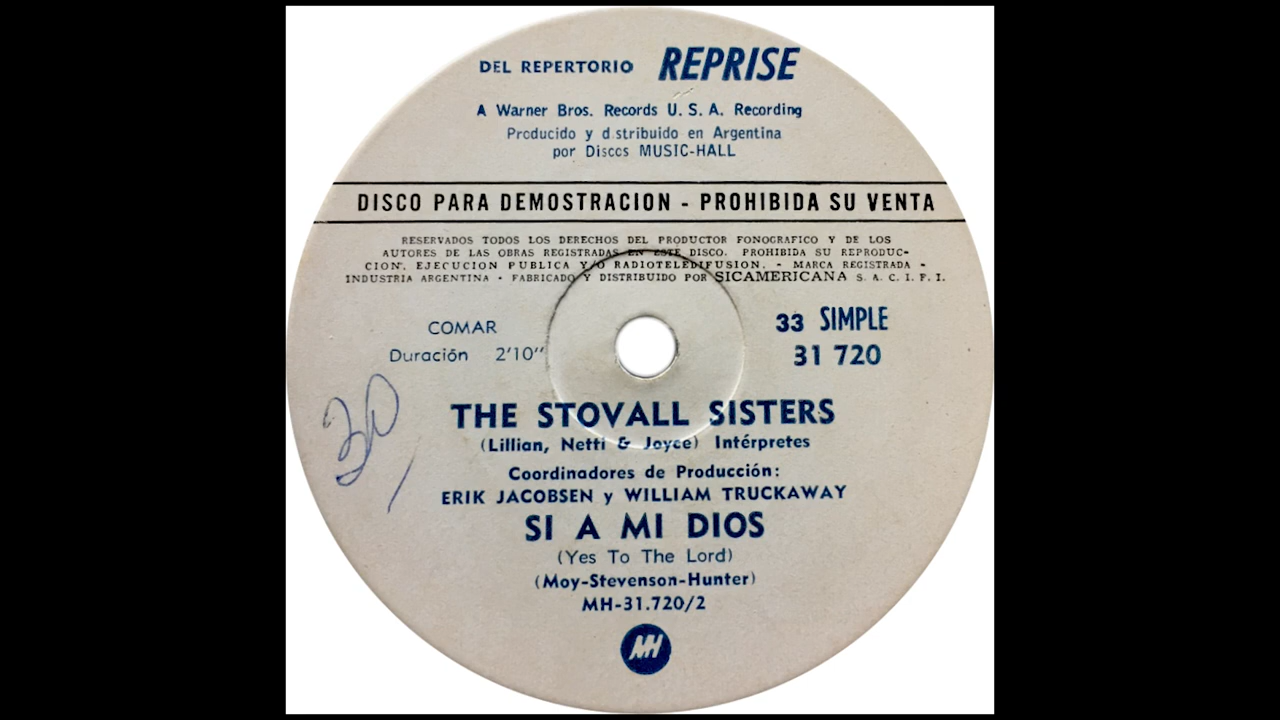 DEL REPERTORIO REPRISE
A Warner Bros. Records U. S. A. Recording
Producido y d stribuido en Argentina
por Discos MUSIC-HALL
DISCO PARA DEMOSTRACION - PROHIBIDA SU VENTA
RESERVADOS TODOS LOS DERECHOS DEL PRODUCTOR FONOGRAFICO Y DE LOS
AUTORES DE LAS OBRAS REGISTRADAS EN ESTE DISCO. PROHIBIDA SU REPRODUC-
CION, EJECUCION PUBLICA Y/O RADIOTELEDIFUSION. - MARCA REGISTRADA -
INDUSTRIA ARGENTINA - FABRICADO Y DISTRIBUIDO POR SICAMERICANA S. A. C. I. F. I.
COMAR
33 SIMPLE
Duración 2'10''
31 720
30
THE STOVALL SISTERS
(Lillian, Netti & Joyce) Intérpretes
Coordinadores de Producción:
ERIK JACOBSEN y WILLIAM TRUCKAWAY
SI A MI DIOS
(Yes To The Lord)
(Moy-Stevenson-Hunter)
MH-31.720/2
MH